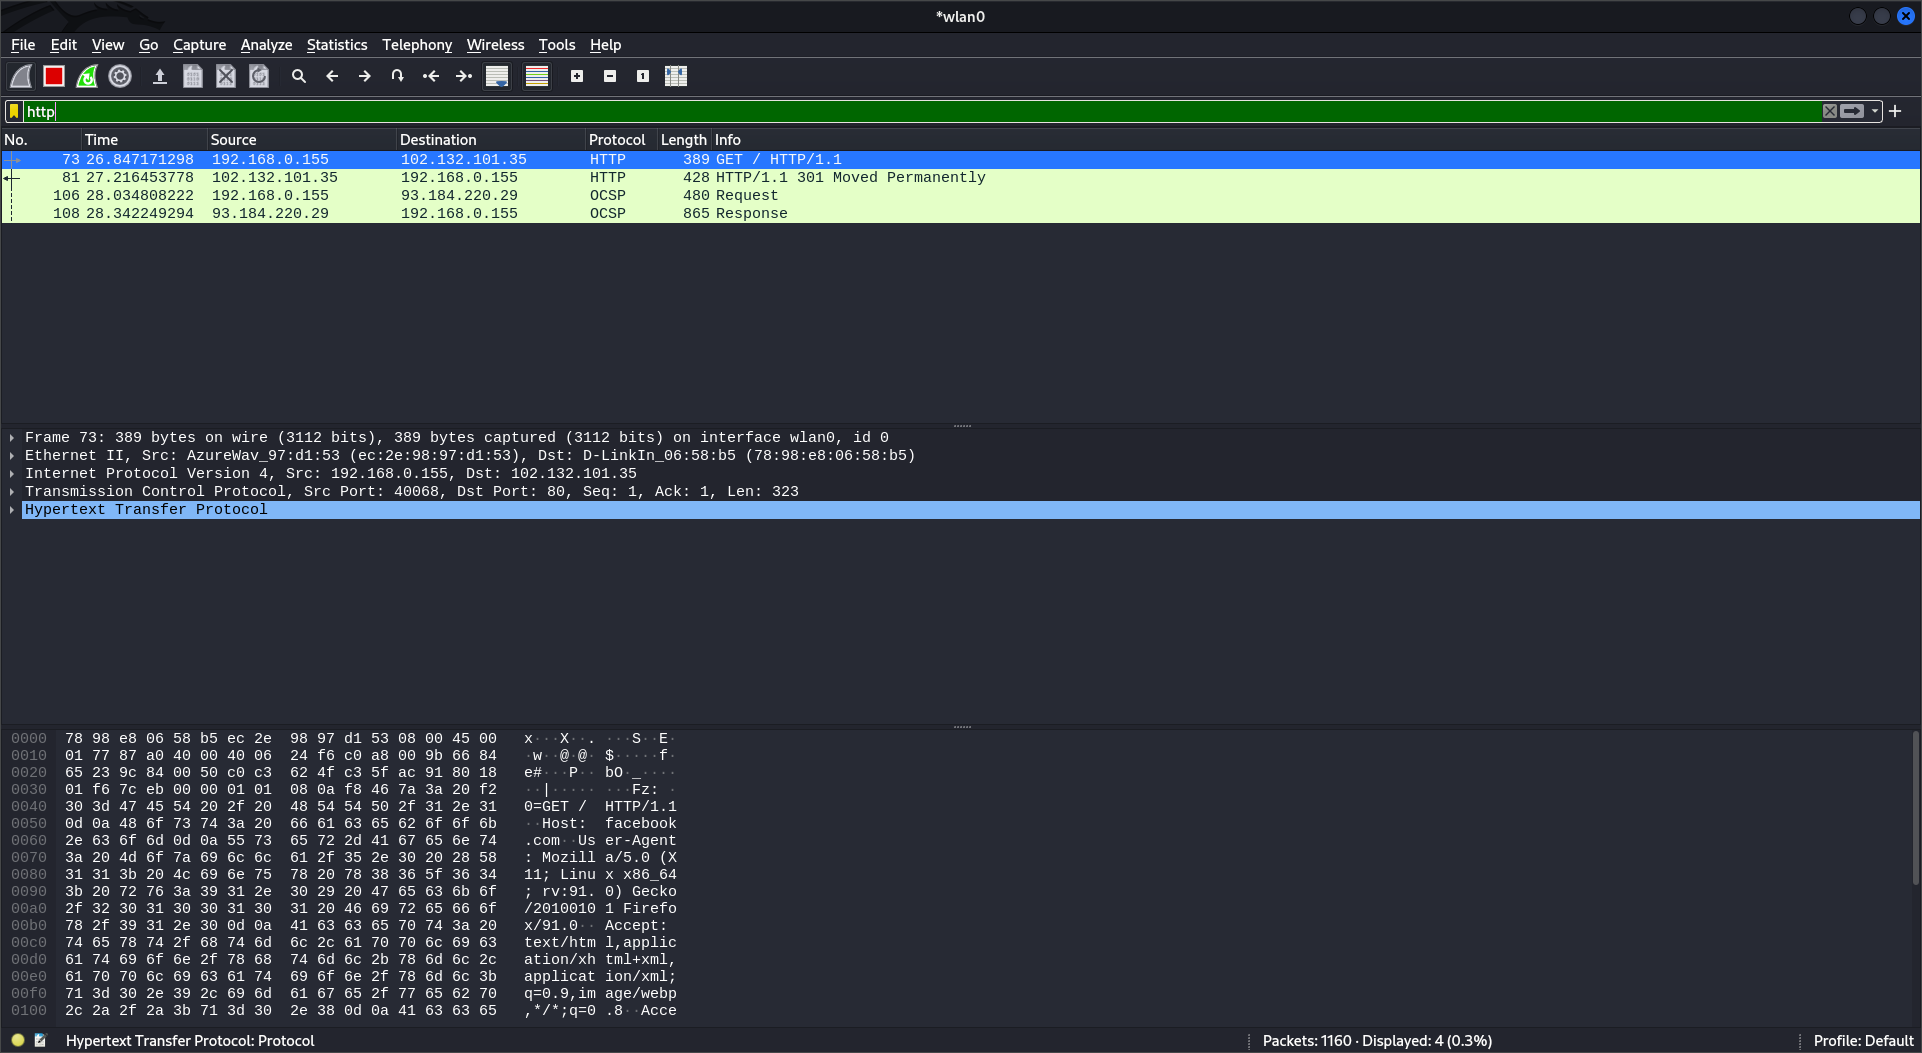 *wlan0
File Edit View Go Capture Analyze Statistics Telephony Wireless Tools Help
http
No. Time Source Destination Protocol Length Info
73 26.847171298 192.168.0.155 102.132.101.35 HTTP 389 GET / HTTP/1.1
81 27.216453778 102.132.101.35 192.168.0.155 HTTP 428 HTTP/1.1 301 Moved Permanently
106 28.034808222 192.168.0.155 93.184.220.29 OCSP 480 Request
108 28.342249294 93.184.220.29 192.168.0.155 OCSP 865 Response
Frame 73: 389 bytes on wire (3112 bits), 389 bytes captured (3112 bits) on interface wlan0, id 0
Ethernet II, Src: AzureWav_97:d1:53 (ec:2e:98:97:d1:53), Dst: D-LinkIn_06:58:b5 (78:98:e8:06:58:b5)
Internet Protocol Version 4, Src: 192.168.0.155, Dst: 102.132.101.35
Transmission Control Protocol, Src Port: 40068, Dst Port: 80, Seq: 1, Ack: 1, Len: 323
Hypertext Transfer Protocol
0000 78 98 e8 06 58 b5 ec 2e 98 97 d1 53 08 00 45 00 x···X··. ···S··E·
0010 01 77 87 a0 40 00 40 06 24 f6 c0 a8 00 9b 66 84 ·w··@·@· $·····f·
0020 65 23 9c 84 00 50 c0 c3 62 4f c3 5f ac 91 80 18 e#···P·· bO·_····
0030 01 f6 7c eb 00 00 01 01 08 0a f8 46 7a 3a 20 f2 ··|····· ···Fz: ·
0040 30 3d 47 45 54 20 2f 20 48 54 54 50 2f 31 2e 31 0=GET / HTTP/1.1
0050 0d 0a 48 6f 73 74 3a 20 66 61 63 65 62 6f 6f 6b ··Host: facebook
0060 2e 63 6f 6d 0d 0a 55 73 65 72 2d 41 67 65 6e 74 .com··Us er-Agent
0070 3a 20 4d 6f 7a 69 6c 6c 61 2f 35 2e 30 20 28 58 : Mozill a/5.0 (X
0080 31 31 3b 20 4c 69 6e 75 78 20 78 38 36 5f 36 34 11; Linu x x86_64
0090 3b 20 72 76 3a 39 31 2e 30 29 20 47 65 63 6b 6f ; rv:91. 0) Gecko
00a0 2f 32 30 31 30 30 31 30 31 20 46 69 72 65 66 6f /2010010 1 Firefo
00b0 78 2f 39 31 2e 30 0d 0a 41 63 63 65 70 74 3a 20 x/91.0·· Accept:
00c0 74 65 78 74 2f 68 74 6d 6c 2c 61 70 70 6c 69 63 text/htm l,applic
00d0 61 74 69 6f 6e 2f 78 68 74 6d 6c 2b 78 6d 6c 2c ation/xh tml+xml,
00e0 61 70 70 6c 69 63 61 74 69 6f 6e 2f 78 6d 6c 3b applicat ion/xml;
00f0 71 3d 30 2e 39 2c 69 6d 61 67 65 2f 77 65 62 70 q=0.9,im age/webp
0100 2c 2a 2f 2a 3b 71 3d 30 2e 38 0d 0a 41 63 63 65 ,*/*;q=0 .8··Acce
Hypertext Transfer Protocol: Protocol Packets: 1160 · Displayed: 4 (0.3%) Profile: Default